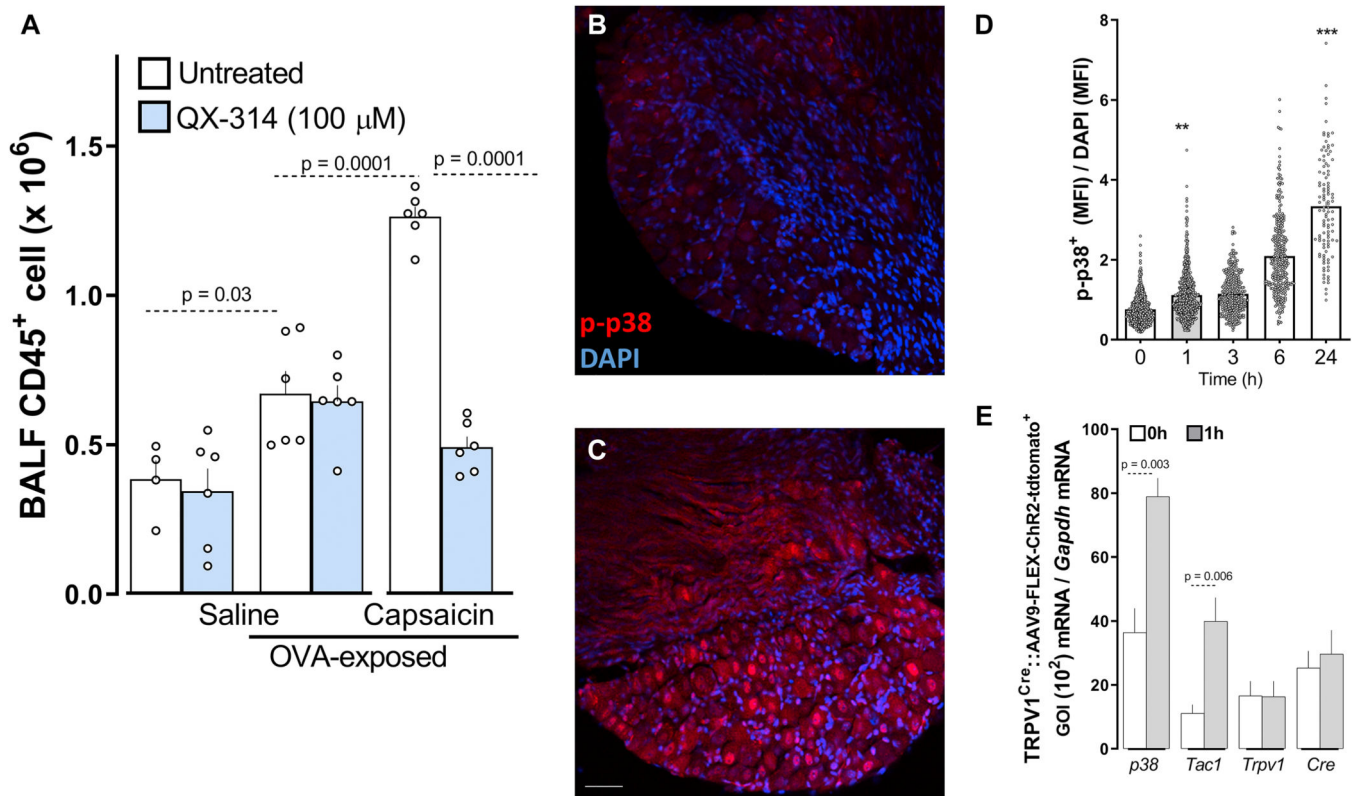 A
Untreated
QX-314 (100 μM)
BALF CD45+ cell (x 10^6)
1.5
1.0
0.5
0.0
p = 0.03
p = 0.0001
p = 0.0001
Saline
Capsaicin
OVA-exposed
B
p-p38
DAPI
C
D
p-p38+ (MFI) / DAPI (MFI)
8
6
4
2
0
**
***
0 1 3 6 24
Time (h)
E
TRPV1^Cre::AAV9-FLEX-ChR2-tdtomato+
GOI (10^2) mRNA / Gapdh mRNA
100
80
60
40
20
0
0h 1h
p = 0.003
p = 0.006
p38 Tac1 Trpv1 Cre